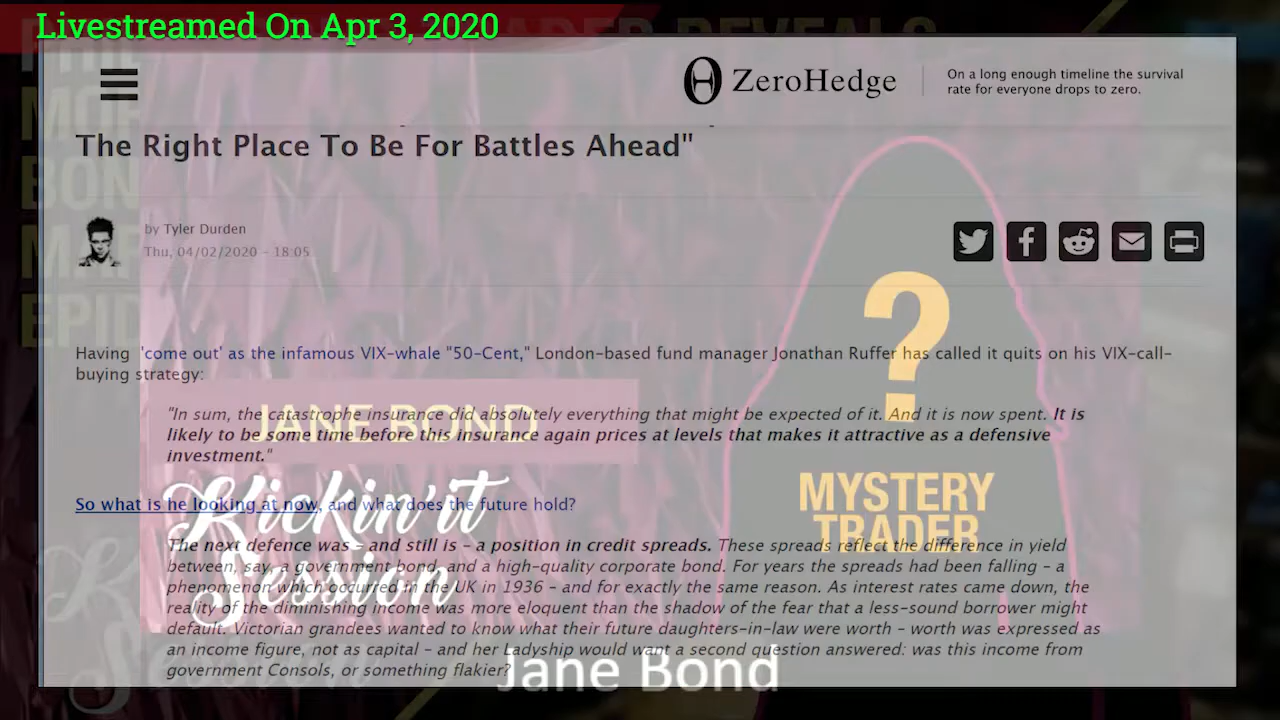 Livestreamed On Apr 3, 2020
ZeroHedge
On a long enough timeline the survival
rate for everyone drops to zero.
The Right Place To Be For Battles Ahead"
by Tyler Durden
Thu, 04/02/2020 - 18:05
Having 'come out' as the infamous VIX-whale "50-Cent," London-based fund manager Jonathan Ruffer has called it quits on his VIX-call-
buying strategy:
"In sum, the catastrophe insurance did absolutely everything that might be expected of it. And it is now spent. It is
likely to be some time before this insurance again prices at levels that makes it attractive as a defensive
investment."
So what is he looking at now, and what does the future hold?
The next defence was - and still is - a position in credit spreads. These spreads reflect the difference in yield
between, say, a government bond, and a high-quality corporate bond. For years the spreads had been falling - a
phenomenon which occurred in the UK in 1936 - and for exactly the same reason. As interest rates came down, the
reality of the diminishing income was more eloquent than the shadow of the fear that a less-sound borrower might
default. Victorian grandees wanted to know what their future daughters-in-law were worth - worth was expressed as
an income figure, not as capital - and her Ladyship would want a second question answered: was this income from
government Consols, or something flakier?
JANE BOND
Kickin'it
Session
?
MYSTERY
TRADER
Jane Bond